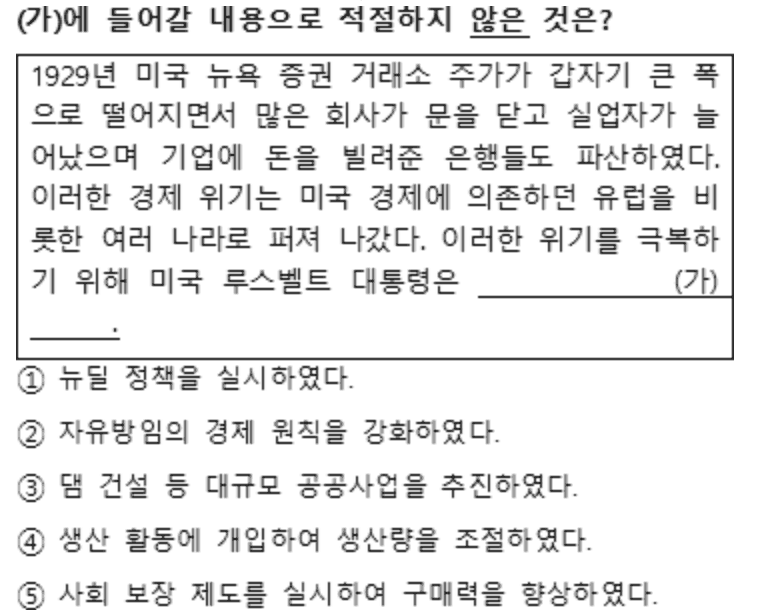 (가)에 들어갈 내용으로 적절하지 않은 것은?
1929년 미국 뉴욕 증권 거래소 주가가 갑자기 큰 폭
으로 떨어지면서 많은 회사가 문을 닫고 실업자가 늘
어났으며 기업에 돈을 빌려준 은행들도 파산하였다.
이러한 경제 위기는 미국 경제에 의존하던 유럽을 비
롯한 여러 나라로 퍼져 나갔다. 이러한 위기를 극복하
기 위해 미국 루스벨트 대통령은 (가)
.
① 뉴딜 정책을 실시하였다.
② 자유방임의 경제 원칙을 강화하였다.
③ 댐 건설 등 대규모 공공사업을 추진하였다.
④ 생산 활동에 개입하여 생산량을 조절하였다.
⑤ 사회 보장 제도를 실시하여 구매력을 향상하였다.